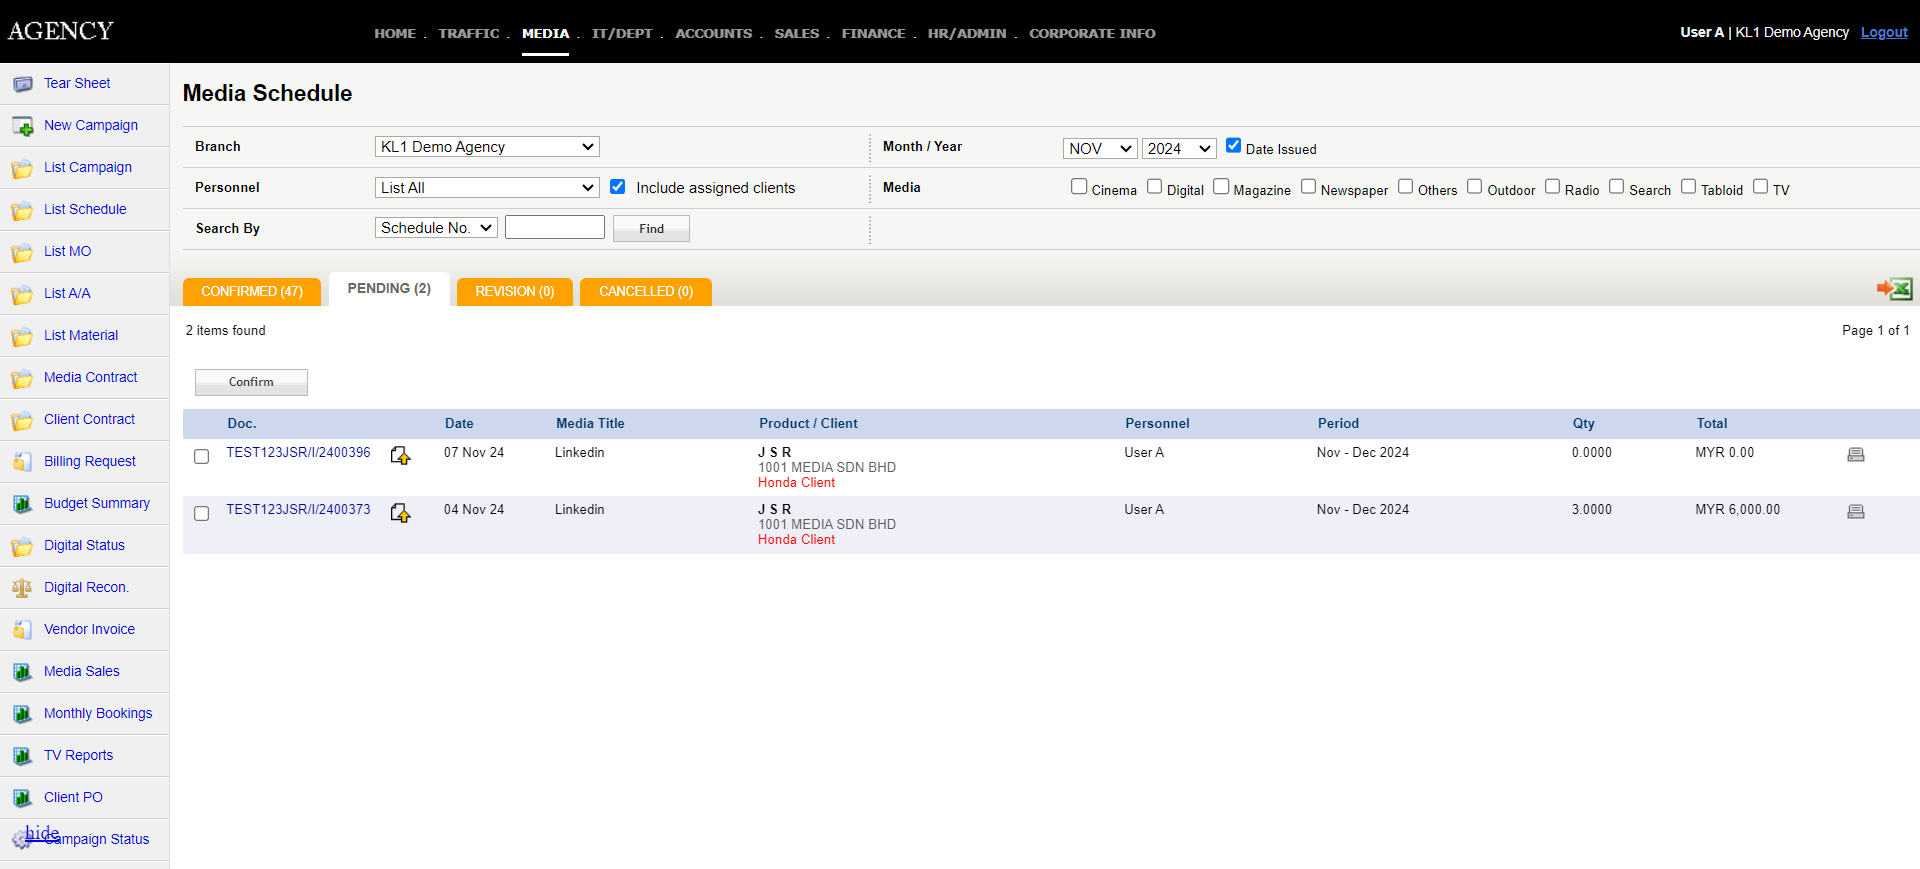 AGENCY
HOME . TRAFFIC . MEDIA . IT/DEPT . ACCOUNTS . SALES . FINANCE . HR/ADMIN . CORPORATE INFO
User A | KL1 Demo Agency Logout
Tear Sheet
New Campaign
List Campaign
List Schedule
List MO
List A/A
List Material
Media Contract
Client Contract
Billing Request
Budget Summary
Digital Status
Digital Recon.
Vendor Invoice
Media Sales
Monthly Bookings
TV Reports
Client PO
hide
Campaign Status
Media Schedule
Branch KL1 Demo Agency Month / Year NOV 2024 Date Issued
Personnel List All Include assigned clients Media Cinema Digital Magazine Newspaper Others Outdoor Radio Search Tabloid TV
Search By Schedule No. Find
CONFIRMED (47) PENDING (2) REVISION (0) CANCELLED (0)
2 items found Page 1 of 1
Confirm
Doc. Date Media Title Product / Client Personnel Period Qty Total
TEST123JSR/I/2400396 07 Nov 24 Linkedin J S R User A Nov - Dec 2024 0.0000 MYR 0.00
1001 MEDIA SDN BHD
Honda Client
TEST123JSR/I/2400373 04 Nov 24 Linkedin J S R User A Nov - Dec 2024 3.0000 MYR 6,000.00
1001 MEDIA SDN BHD
Honda Client